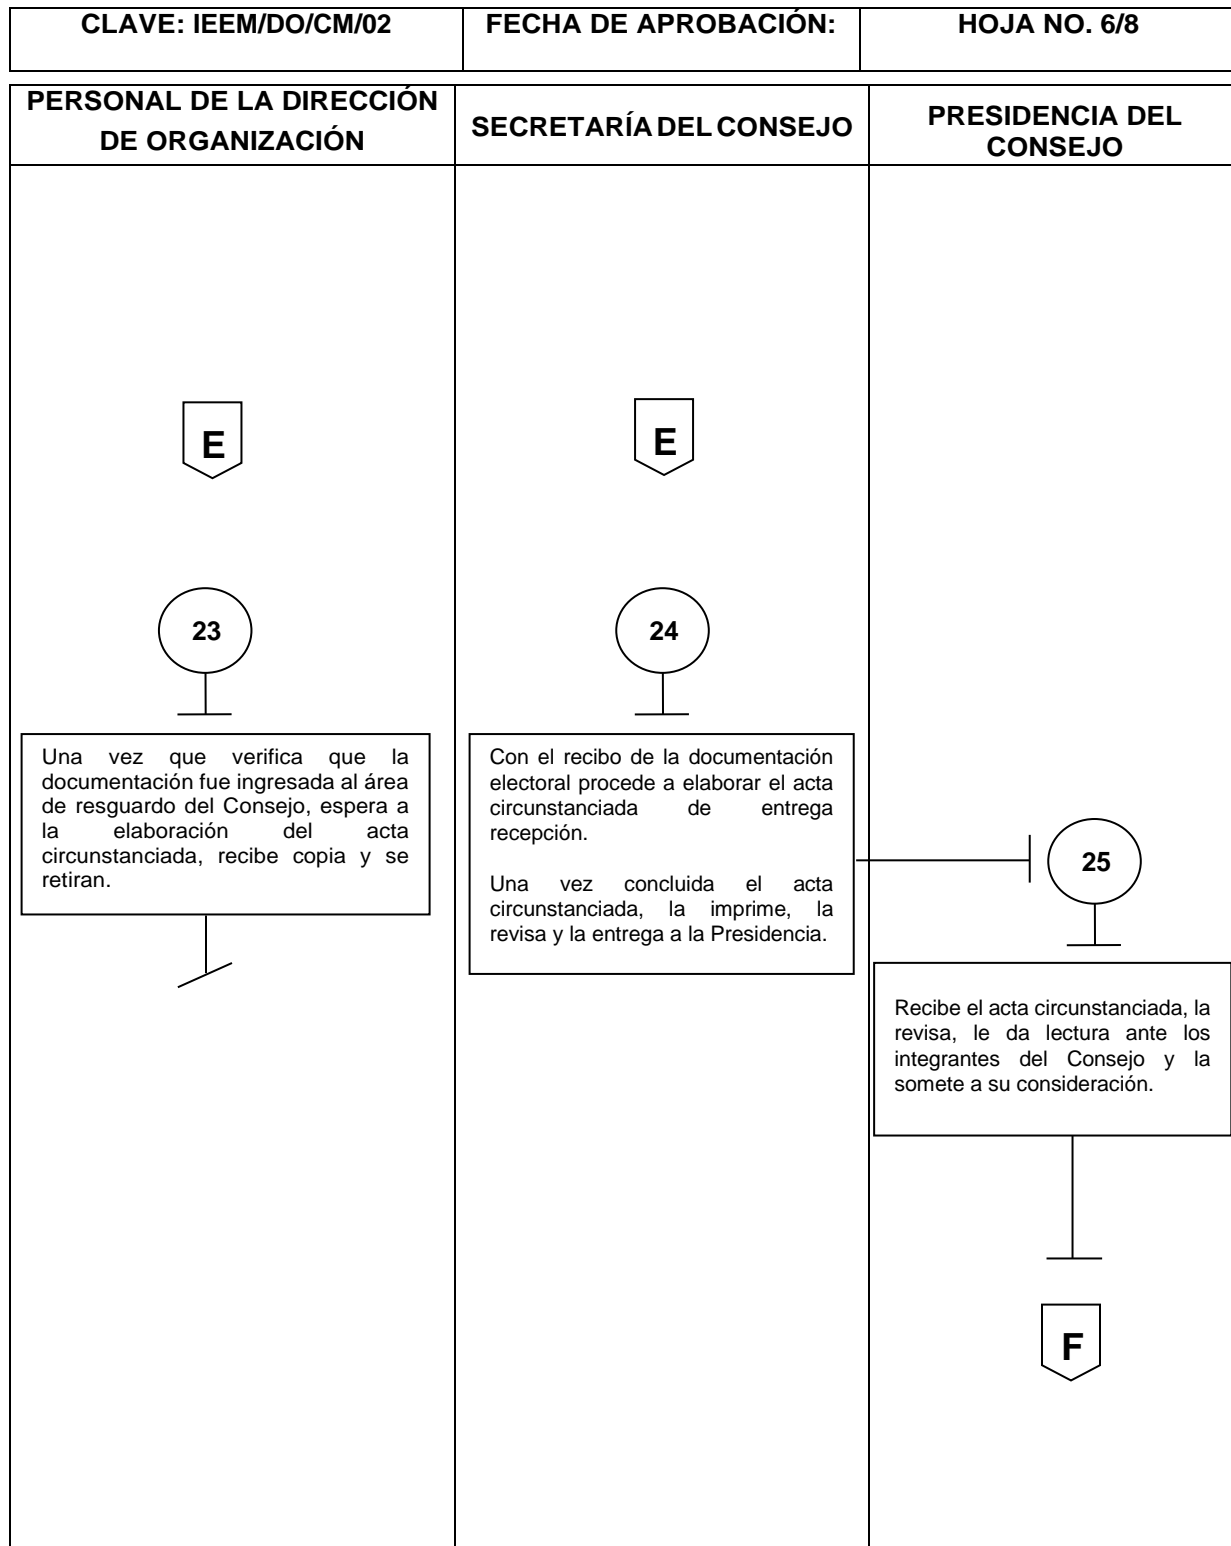 CLAVE: IEEM/DO/CM/02
FECHA DE APROBACIÓN:
HOJA NO. 6/8
PERSONAL DE LA DIRECCIÓN
DE ORGANIZACIÓN
SECRETARÍA DEL CONSEJO
PRESIDENCIA DEL
CONSEJO
E
E
23
24
Una vez que verifica que la
documentación fue ingresada al área
de resguardo del Consejo, espera a
la elaboración del acta
circunstanciada, recibe copia y se
retiran.
Con el recibo de la documentación
electoral procede a elaborar el acta
circunstanciada de entrega
recepción.
Una vez concluida el acta
circunstanciada, la imprime, la
revisa y la entrega a la Presidencia.
25
Recibe el acta circunstanciada, la
revisa, le da lectura ante los
integrantes del Consejo y la
somete a su consideración.
F